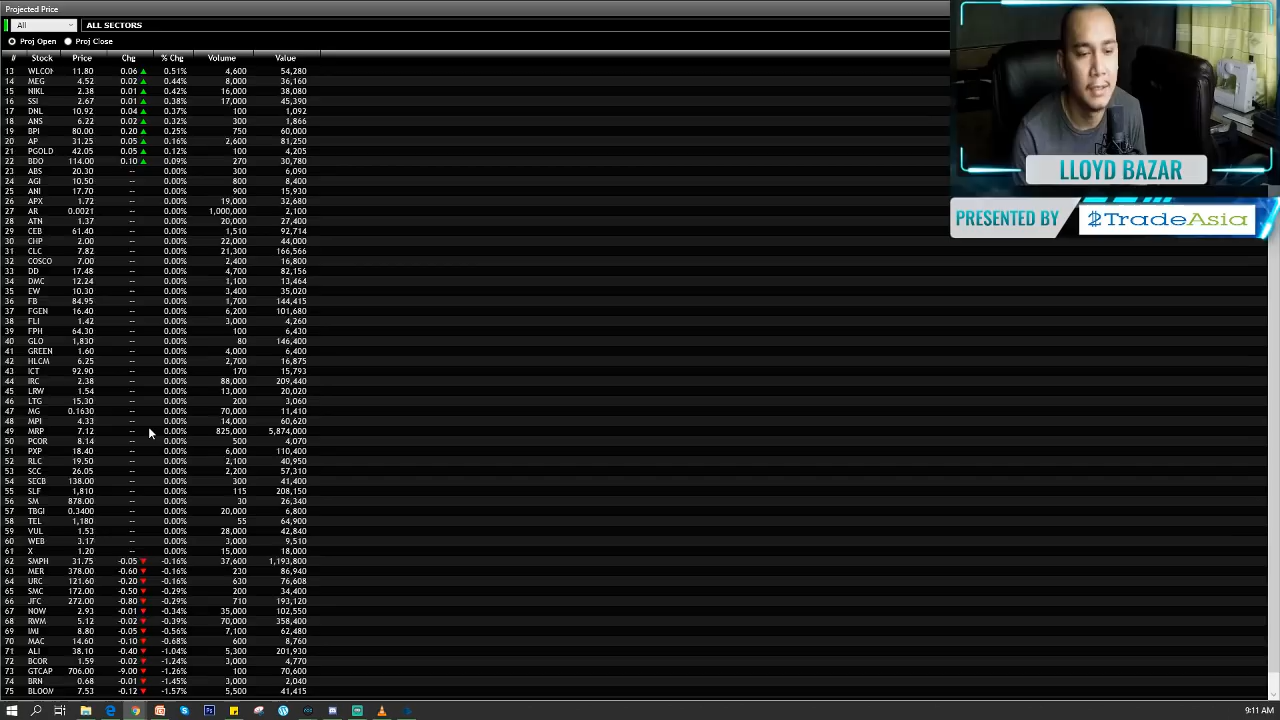 Projected Price
All
ALL SECTORS
Proj Open Proj Close
# Stock Price Chg % Chg Volume Value
13 WLCON 11.80 0.06 0.51% 4,600 54,280
14 MEG 4.52 0.02 0.44% 8,000 36,160
15 NIKL 2.38 0.01 0.42% 16,000 38,080
16 SSI 2.67 0.01 0.38% 17,000 45,390
17 DNL 10.92 0.04 0.37% 100 1,092
18 ANS 6.22 0.02 0.32% 300 1,866
19 BPI 80.00 0.20 0.25% 750 60,000
20 AP 31.25 0.05 0.16% 2,600 81,250
21 PGOLD 42.05 0.05 0.12% 100 4,205
22 BDO 114.00 0.10 0.09% 270 30,780
23 ABS 20.30 -- 0.00% 300 6,090
24 AGI 10.50 -- 0.00% 800 8,400
25 ANI 17.70 -- 0.00% 900 15,930
26 APX 1.72 -- 0.00% 19,000 32,680
27 AR 0.0021 -- 0.00% 1,000,000 2,100
28 ATN 1.37 -- 0.00% 20,000 27,400
29 CEB 61.40 -- 0.00% 1,510 92,714
30 CHP 2.00 -- 0.00% 22,000 44,000
31 CLC 7.82 -- 0.00% 21,300 166,566
32 COSCO 7.00 -- 0.00% 2,400 16,800
33 DD 17.48 -- 0.00% 4,700 82,156
34 DMC 12.24 -- 0.00% 1,100 13,464
35 EW 10.30 -- 0.00% 3,400 35,020
36 FB 84.95 -- 0.00% 1,700 144,415
37 FGEN 16.40 -- 0.00% 6,200 101,680
38 FLI 1.42 -- 0.00% 3,000 4,260
39 FPH 64.30 -- 0.00% 100 6,430
40 GLO 1,830 -- 0.00% 80 146,400
41 GREEN 1.60 -- 0.00% 4,000 6,400
42 HLCM 6.25 -- 0.00% 2,700 16,875
43 ICT 92.90 -- 0.00% 170 15,793
44 IRC 2.38 -- 0.00% 88,000 209,440
45 LRW 1.54 -- 0.00% 13,000 20,020
46 LTG 15.30 -- 0.00% 200 3,060
47 MG 0.1630 -- 0.00% 70,000 11,410
48 MPI 4.33 -- 0.00% 14,000 60,620
49 MRP 7.12 -- 0.00% 825,000 5,874,000
50 PCOR 8.14 -- 0.00% 500 4,070
51 PXP 18.40 -- 0.00% 6,000 110,400
52 RLC 19.50 -- 0.00% 2,100 40,950
53 SCC 26.05 -- 0.00% 2,200 57,310
54 SECB 138.00 -- 0.00% 300 41,400
55 SLF 1,810 -- 0.00% 115 208,150
56 SM 878.00 -- 0.00% 30 26,340
57 TBGI 0.3400 -- 0.00% 20,000 6,800
58 TEL 1,180 -- 0.00% 55 64,900
59 VUL 1.53 -- 0.00% 28,000 42,840
60 WEB 3.17 -- 0.00% 3,000 9,510
61 X 1.20 -- 0.00% 15,000 18,000
62 SMPH 31.75 -0.05 -0.16% 37,600 1,193,800
63 MER 378.00 -0.60 -0.16% 230 86,940
64 URC 121.60 -0.20 -0.16% 630 76,608
65 SMC 172.00 -0.50 -0.29% 200 34,400
66 JFC 272.00 -0.80 -0.29% 710 193,120
67 NOW 2.93 -0.01 -0.34% 35,000 102,550
68 RWM 5.12 -0.02 -0.39% 70,000 358,400
69 IMI 8.80 -0.05 -0.56% 7,100 62,480
70 MAC 14.60 -0.10 -0.68% 600 8,760
71 ALI 38.10 -0.40 -1.04% 5,300 201,930
72 BCOR 1.59 -0.02 -1.24% 3,000 4,770
73 GTCAP 706.00 -9.00 -1.26% 100 70,600
74 BRN 0.68 -0.01 -1.45% 3,000 2,040
75 BLOOM 7.53 -0.12 -1.57% 5,500 41,415
LLOYD BAZAR
PRESENTED BY
TradeAsia
9:11 AM